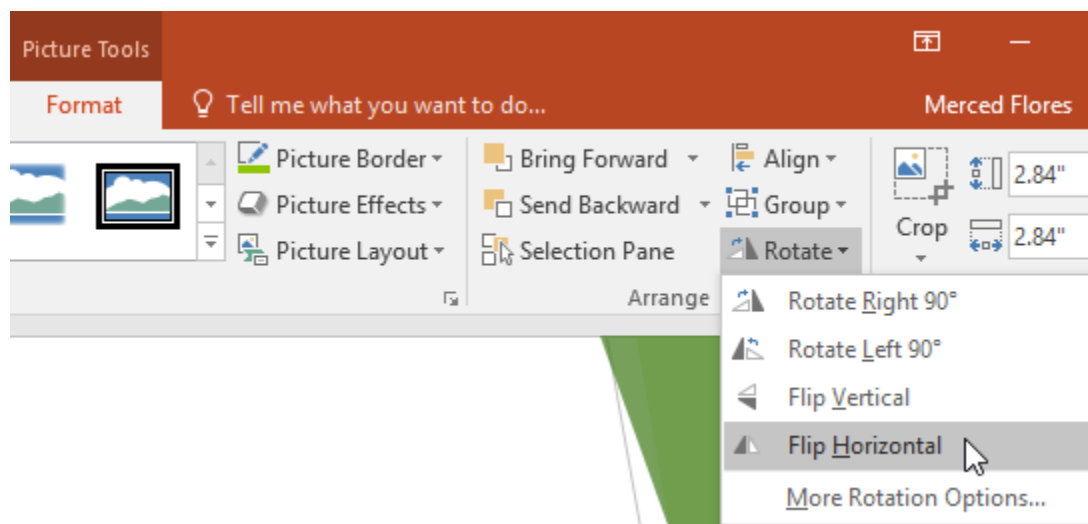 Picture Tools
Format
Tell me what you want to do...
Merced Flores
Picture Border
Picture Effects
Picture Layout
Bring Forward
Send Backward
Selection Pane
Align
Group
Rotate
Arrange
Crop
2.84"
2.84"
Rotate Right 90°
Rotate Left 90°
Flip Vertical
Flip Horizontal
More Rotation Options...